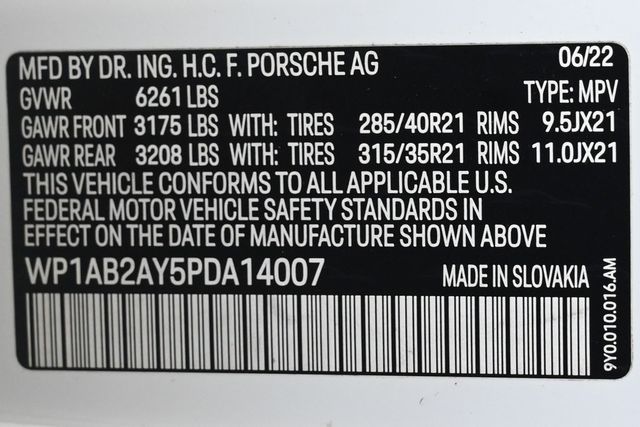 MFD BY DR. ING. H.C. F. PORSCHE AG 06/22
GVWR 6261 LBS TYPE: MPV
GAWR FRONT 3175 LBS WITH: TIRES 285/40R21 RIMS 9.5JX21
GAWR REAR 3208 LBS WITH: TIRES 315/35R21 RIMS 11.0JX21
THIS VEHICLE CONFORMS TO ALL APPLICABLE U.S.
FEDERAL MOTOR VEHICLE SAFETY STANDARDS IN
EFFECT ON THE DATE OF MANUFACTURE SHOWN ABOVE
WP1AB2AY5PDA14007 MADE IN SLOVAKIA
9Y0.010.016.AM